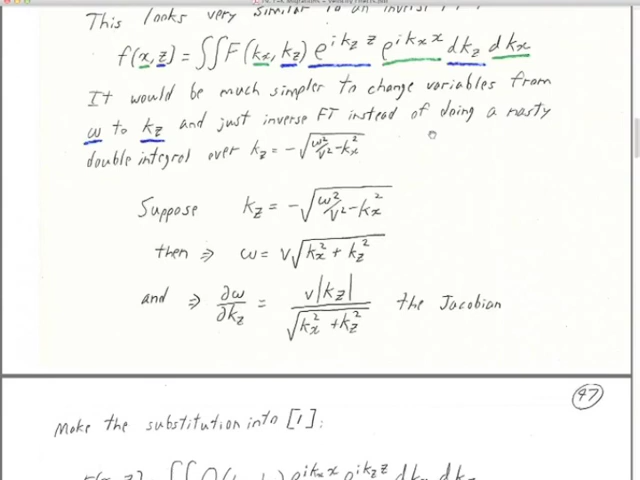 This looks very similar to an inverse FT
f(x,z) = ∫∫F(kx,kz) e^{ikz z} e^{ikx x} dkz dkx
It would be much simpler to change variables from
ω to kz and just inverse FT instead of doing a nasty
double integral over kz = -√(ω²/v² - kx²)
Suppose kz = -√(ω²/v² - kx²)
then ⇒ ω = v√(kx² + kz²)
and ⇒ ∂ω/∂kz = v|kz| / √(kx² + kz²) the Jacobian
47
Make the substitution into [1]: